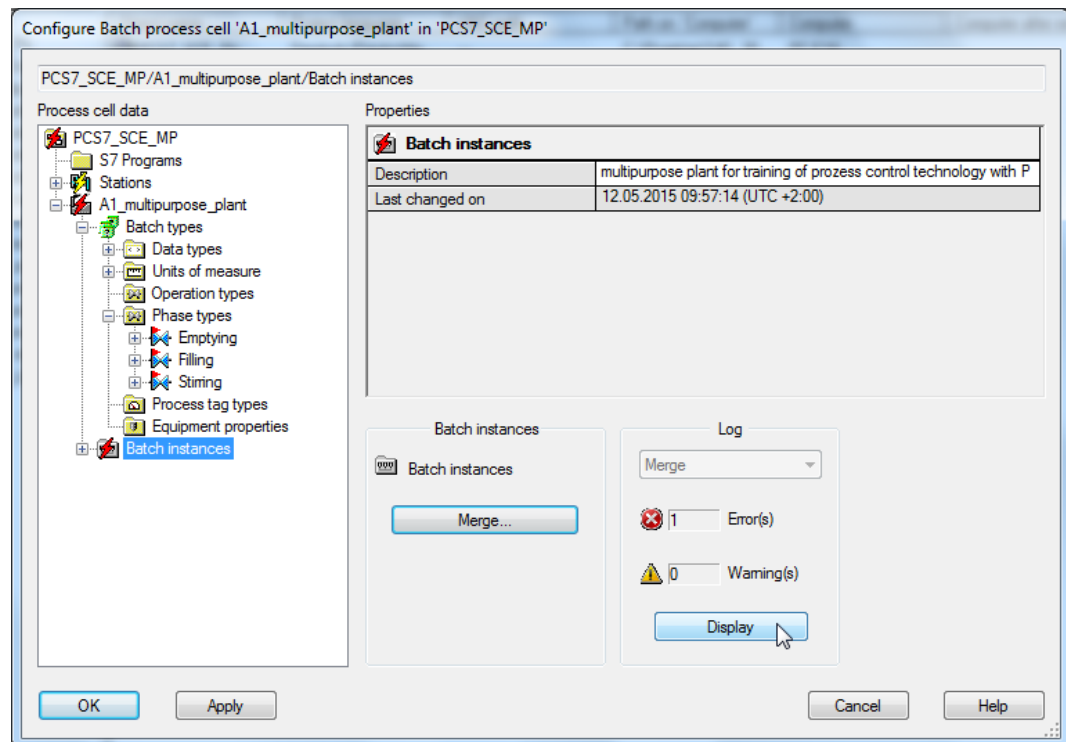 Configure Batch process cell 'A1_multipurpose_plant' in 'PCS7_SCE_MP'
PCS7_SCE_MP/A1_multipurpose_plant/Batch instances
Process cell data
PCS7_SCE_MP
S7 Programs
Stations
A1_multipurpose_plant
Batch types
Data types
Units of measure
Operation types
Phase types
Emptying
Filling
Stirring
Process tag types
Equipment properties
Batch instances
Properties
Batch instances
Description multipurpose plant for training of prozess control technology with P
Last changed on 12.05.2015 09:57:14 (UTC +2:00)
Batch instances
Batch instances
Merge...
Log
Merge
1 Error(s)
0 Warning(s)
Display
OK
Apply
Cancel
Help